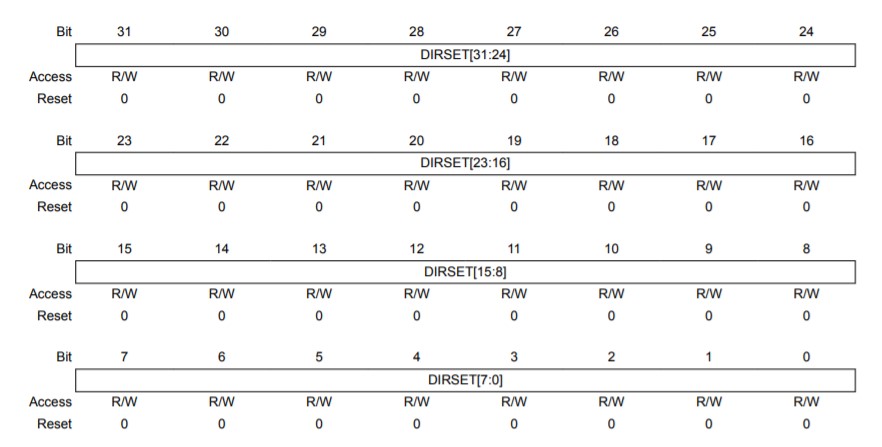 Bit 31 30 29 28 27 26 25 24
DIRSET[31:24]
Access R/W R/W R/W R/W R/W R/W R/W R/W
Reset 0 0 0 0 0 0 0 0
Bit 23 22 21 20 19 18 17 16
DIRSET[23:16]
Access R/W R/W R/W R/W R/W R/W R/W R/W
Reset 0 0 0 0 0 0 0 0
Bit 15 14 13 12 11 10 9 8
DIRSET[15:8]
Access R/W R/W R/W R/W R/W R/W R/W R/W
Reset 0 0 0 0 0 0 0 0
Bit 7 6 5 4 3 2 1 0
DIRSET[7:0]
Access R/W R/W R/W R/W R/W R/W R/W R/W
Reset 0 0 0 0 0 0 0 0